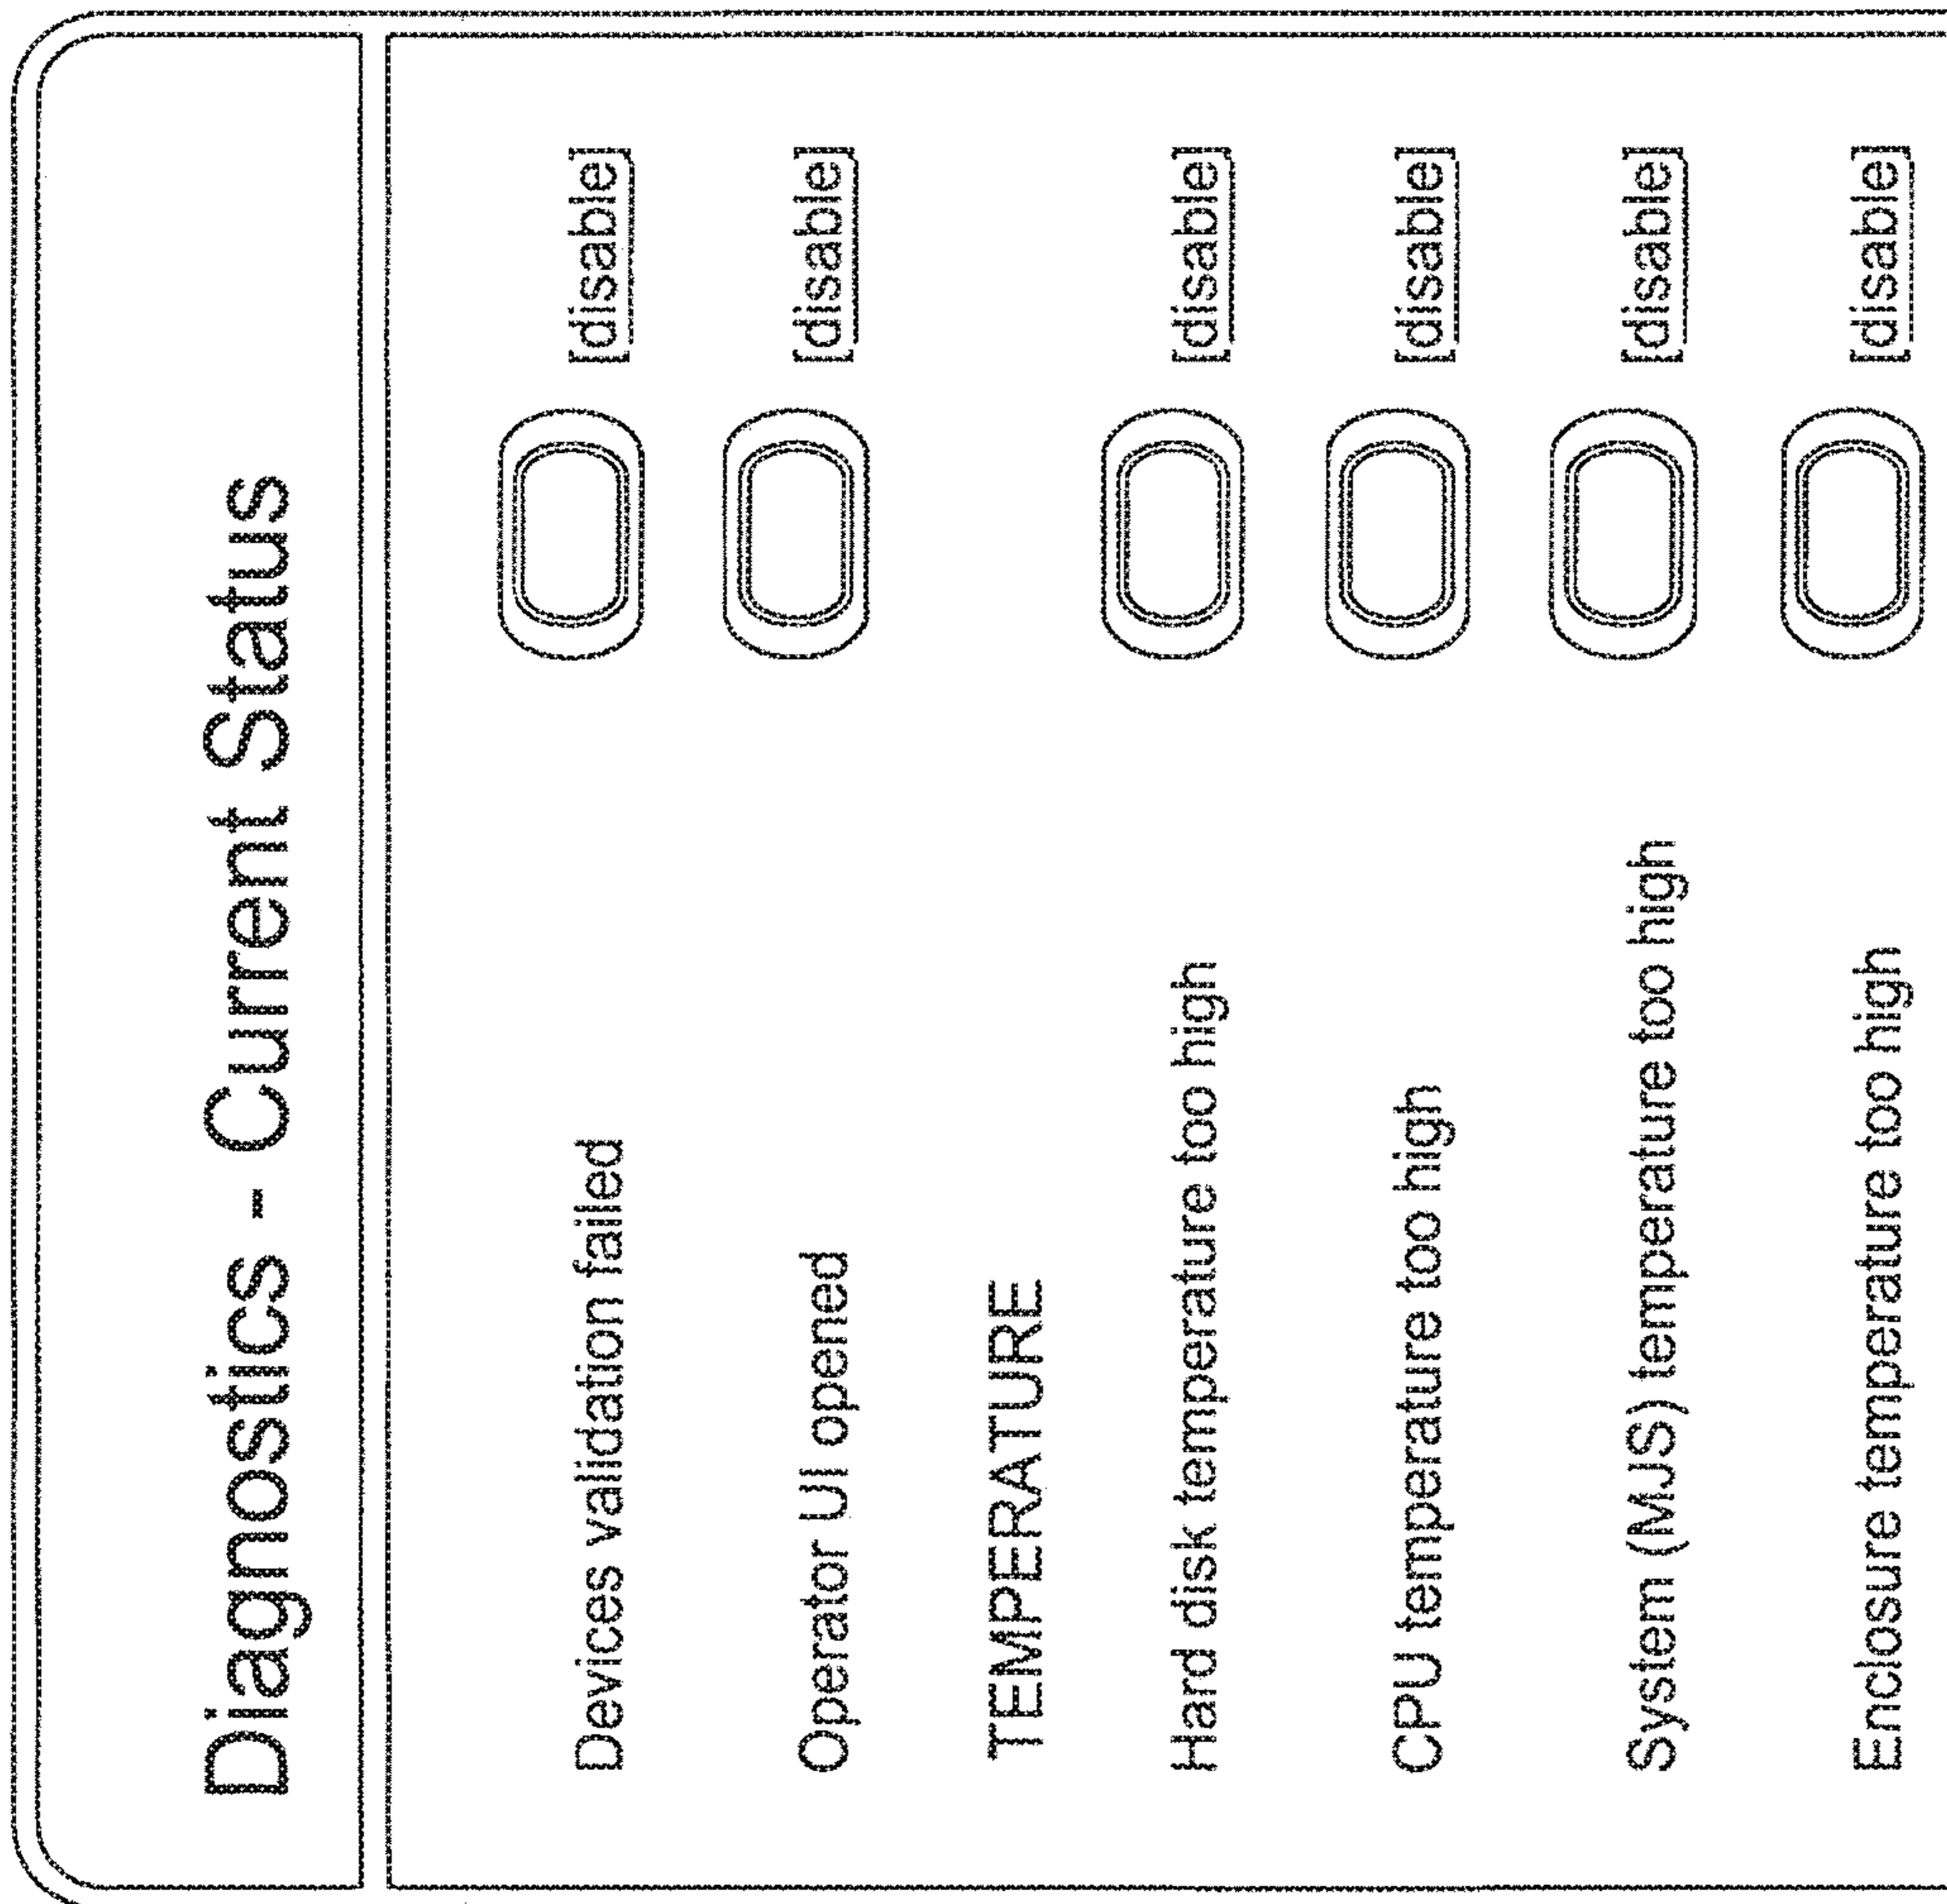 Diagnostics - Current Status
Devices validation failed [disable]
Operator UI opened [disable]
TEMPERATURE
Hard disk temperature too high [disable]
CPU temperature too high [disable]
System (MJS) temperature too high [disable]
Enclosure temperature too high [disable]